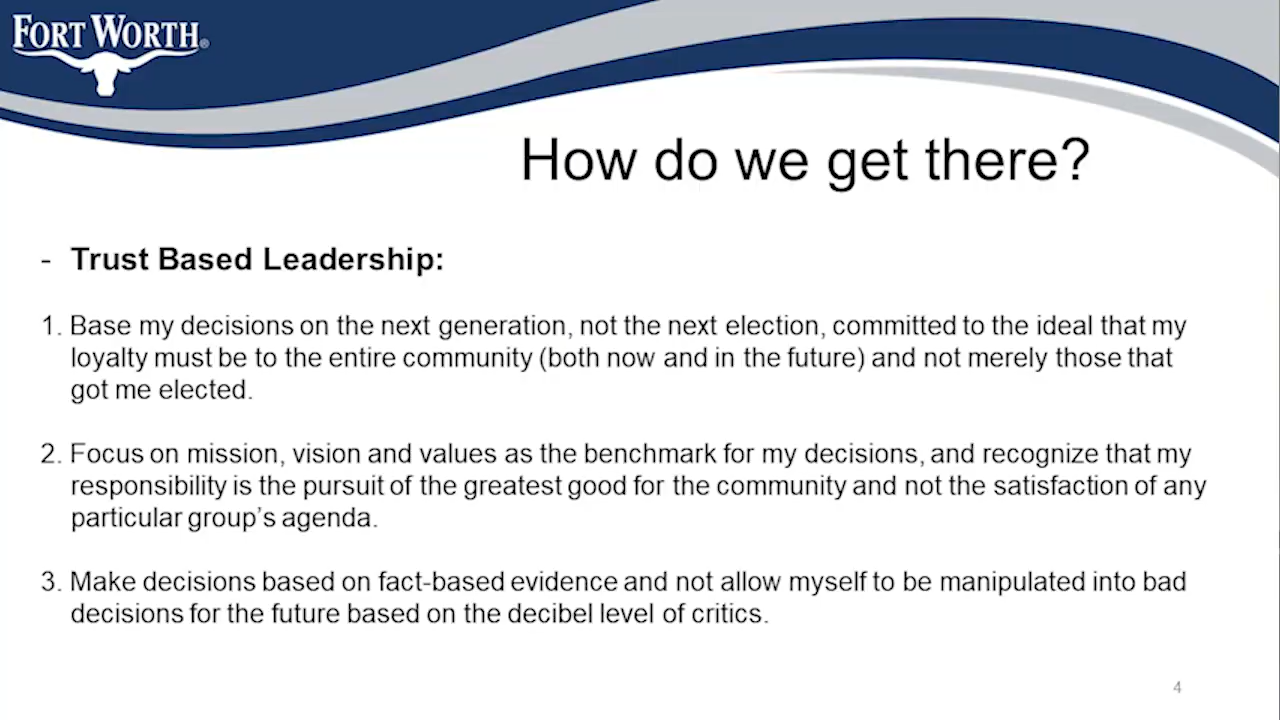 FORT WORTH®
How do we get there?
- Trust Based Leadership:
1. Base my decisions on the next generation, not the next election, committed to the ideal that my
loyalty must be to the entire community (both now and in the future) and not merely those that
got me elected.
2. Focus on mission, vision and values as the benchmark for my decisions, and recognize that my
responsibility is the pursuit of the greatest good for the community and not the satisfaction of any
particular group's agenda.
3. Make decisions based on fact-based evidence and not allow myself to be manipulated into bad
decisions for the future based on the decibel level of critics.
4